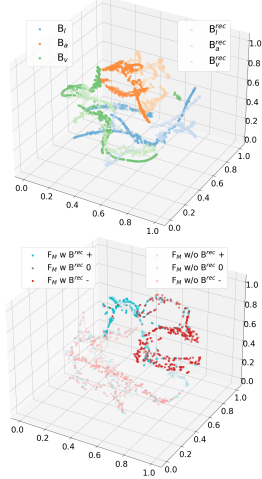 B_l
B_a
B_v
B_l^rec
B_a^rec
B_v^rec
1.0
0.8
0.6
0.4
0.2
0.0
0.0 0.2 0.4 0.6 0.8 1.0
0.0 0.2 0.4 0.6 0.8 1.0
F_M w B^rec +
F_M w B^rec 0
F_M w B^rec -
F_M w/o B^rec +
F_M w/o B^rec 0
F_M w/o B^rec -
1.0
0.8
0.6
0.4
0.2
0.0
0.0 0.2 0.4 0.6 0.8 1.0
0.0 0.2 0.4 0.6 0.8 1.0